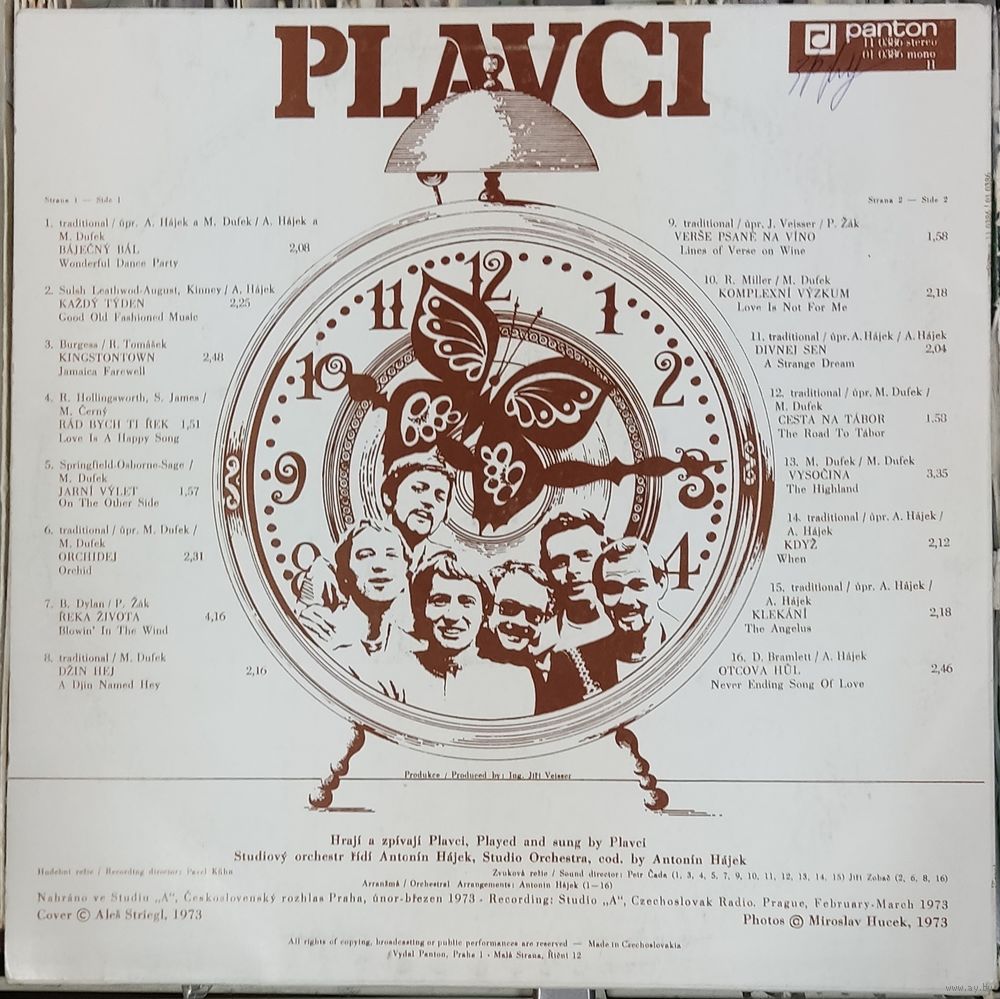 PLAVCI
panton
11 0386 stereo
01 0386 mono
11
Strana 1 — Side 1
1. traditional / úpr. A. Hájek a M. Dufek / A. Hájek a
M. Dufek
BÁJEČNÝ BÁL 2,08
Wonderful Dance Party
2. Sulsh Leathwod-August, Kinney / A. Hájek
KAŽDÝ TÝDEN 2,25
Good Old Fashioned Music
3. Burgess / R. Tomášek
KINGSTONTOWN 2,48
Jamaica Farewell
4. R. Hollingsworth, S. James /
M. Černý
RÁD BYCH TI ŘEK 1,51
Love Is A Happy Song
5. Springfield-Osborne-Sage /
M. Dufek
JARNÍ VÝLET 1,57
On The Other Side
6. traditional / úpr. M. Dufek /
M. Dufek
ORCHIDEJ 2,31
Orchid
7. B. Dylan / P. Žák
ŘEKA ŽIVOTA 4,16
Blowin' In The Wind
8. traditional / M. Dufek
DŽIN HEJ 2,16
A Djin Named Hey
12
11
1
10
2
9
3
8
4
Strana 2 — Side 2
9. traditional / úpr. J. Veisser / P. Žák
VERŠE PSANÉ NA VÍNO 1,58
Lines of Verse on Wine
10. R. Miller / M. Dufek
KOMPLEXNÍ VÝZKUM 2,18
Love Is Not For Me
11. traditional / úpr. A. Hájek / A. Hájek
DIVNEJ SEN 2,04
A Strange Dream
12. traditional / úpr. M. Dufek /
M. Dufek
CESTA NA TÁBOR 1.58
The Road To Tábor
13. M. Dufek / M. Dufek
VYSOČINA 3,35
The Highland
14. traditional / úpr. A. Hájek /
A. Hájek
KDYŽ 2,12
When
15. traditional / úpr. A. Hájek /
A. Hájek
KLEKÁNÍ 2,18
The Angelus
16. D. Bramlett / A. Hájek
OTCOVA HŮL 2,46
Never Ending Song Of Love
11 0386 / 01 0386
Produkce / Produced by: Ing. Jiří Veisser
Hrají a zpívají Plavci, Played and sung by Plavci
Studiový orchestr řídí Antonín Hájek, Studio Orchestra, cod. by Antonín Hájek
Hudební režie / Recording director: Pavel Kühn
Zvuková režie / Sound director: Petr Čada (1, 3, 4, 5, 7, 9, 10, 11, 12, 13, 14, 15) Jiří Zobač (2, 6, 8, 16)
Aranžmá / Orchestral Arrangements: Antonín Hájek (1—16)
Nahráno ve Studiu „A", Československý rozhlas Praha, únor-březen 1973 - Recording: Studio „A", Czechoslovak Radio. Prague, February-March 1973
Cover © Aleš Striegl, 1973
Photos © Miroslav Hucek, 1973
All rights of copying, broadcasting or public performances are reserved — Made in Czechoslovakia
Vydal Panton, Praha 1 - Malá Strana, Říční 12